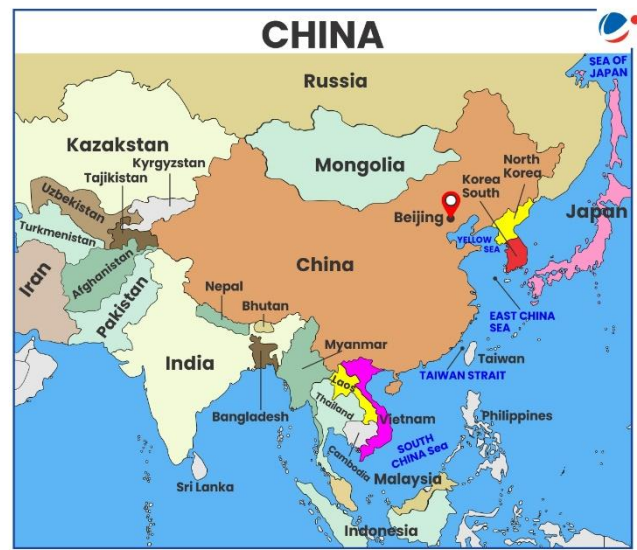 CHINA
SEA OF
JAPAN
Russia
Kazakstan
Kyrgyzstan
Tajikistan
Uzbekistan
Turkmenistan
Mongolia
North
Korea
Korea
South
Beijing
YELLOW
SEA
Japan
Iran
Afghanistan
Pakistan
China
Nepal
Bhutan
EAST CHINA
SEA
India
Myanmar
Taiwan
TAIWAN STRAIT
Laos
Bangladesh
Thailand
Vietnam
Philippines
SOUTH
CHINA Sea
Cambodia
Sri Lanka
Malaysia
Indonesia